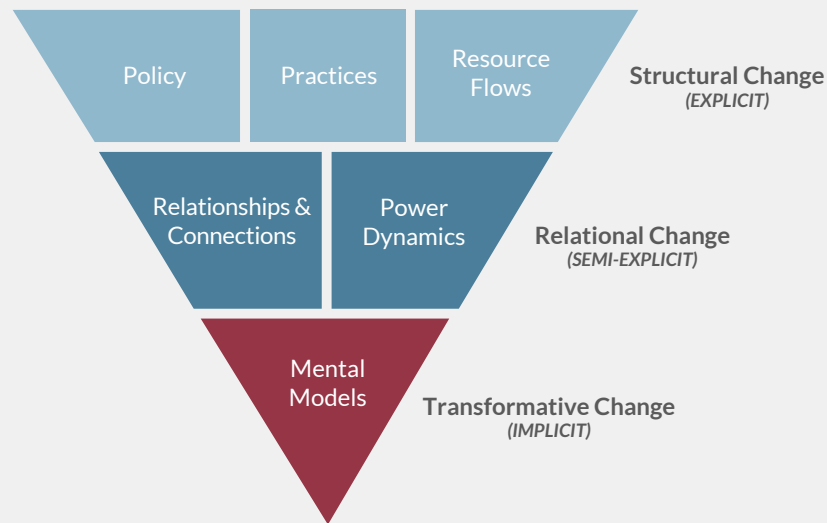 Policy
Practices
Resource
Flows
Structural Change
(EXPLICIT)
Relationships &
Connections
Power
Dynamics
Relational Change
(SEMI-EXPLICIT)
Mental
Models
Transformative Change
(IMPLICIT)